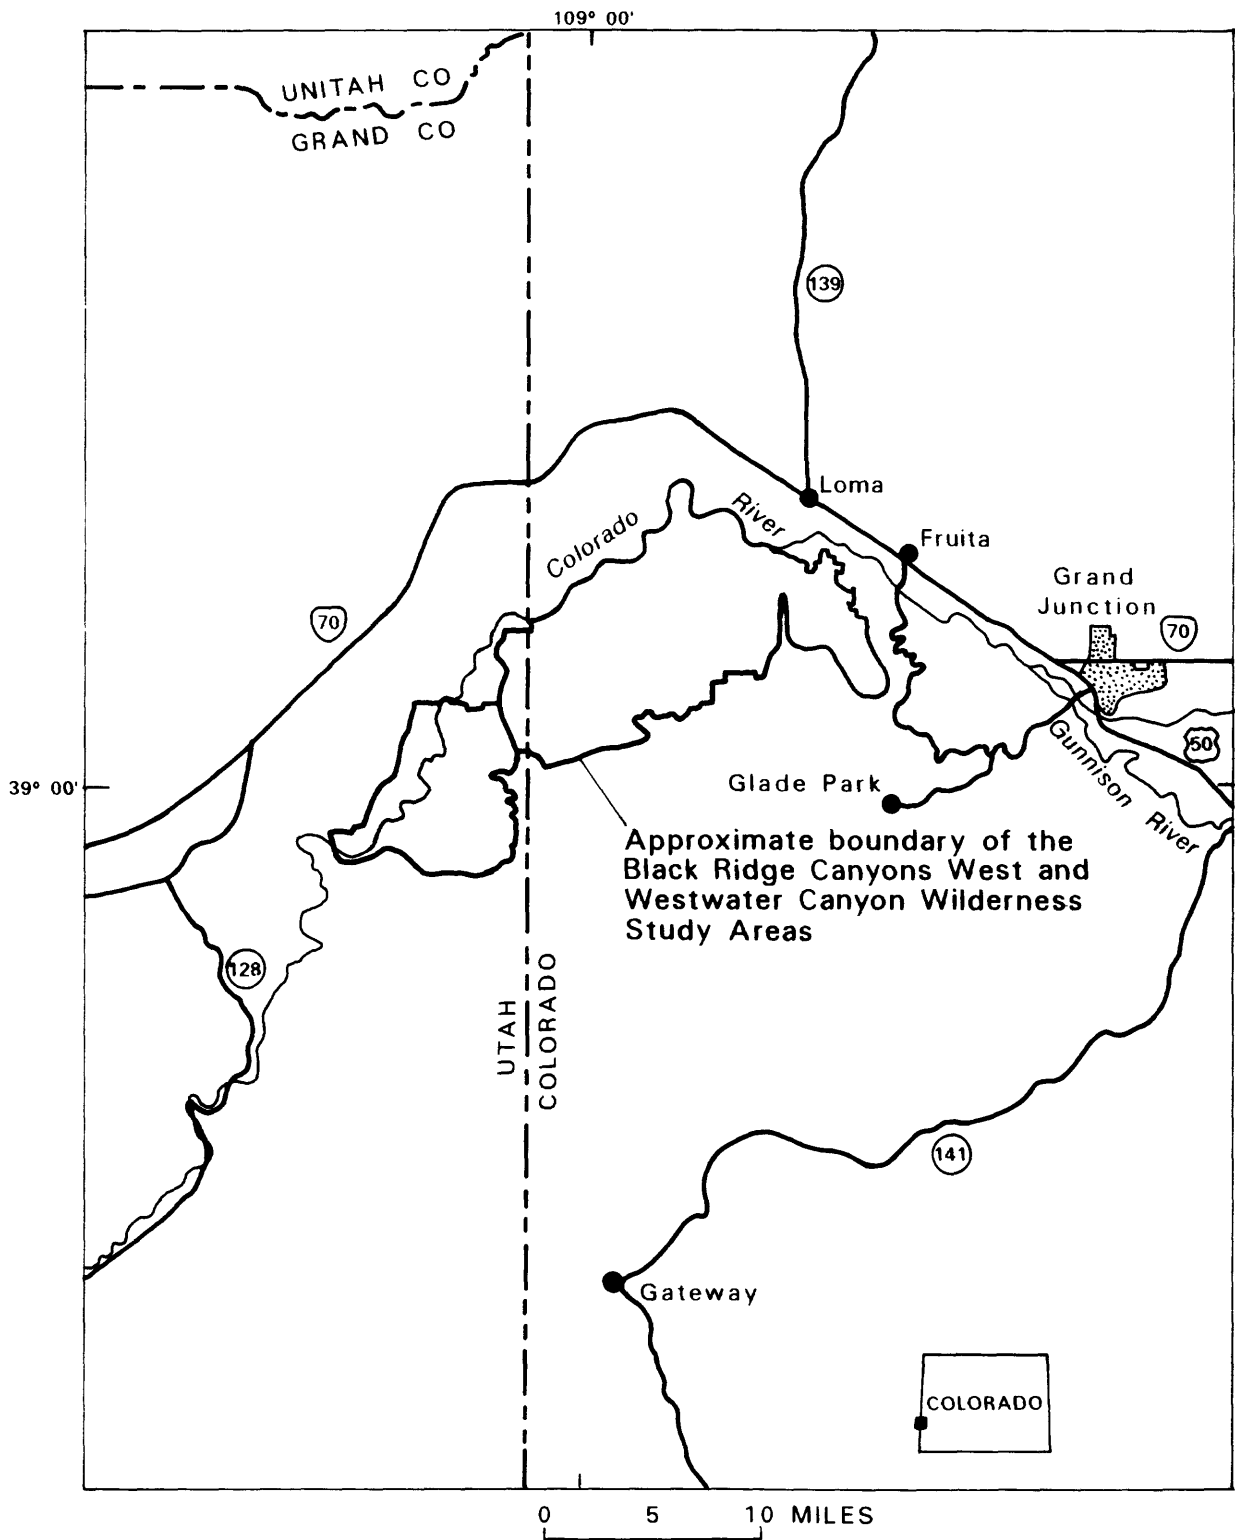 109° 00'
UNITAH CO
GRAND CO
139
Loma
River
Colorado
Fruita
Grand
Junction
70
70
50
Gunnison River
39° 00'
Glade Park
Approximate boundary of the
Black Ridge Canyons West and
Westwater Canyon Wilderness
Study Areas
128
UTAH
COLORADO
141
Gateway
COLORADO
0 5 10 MILES